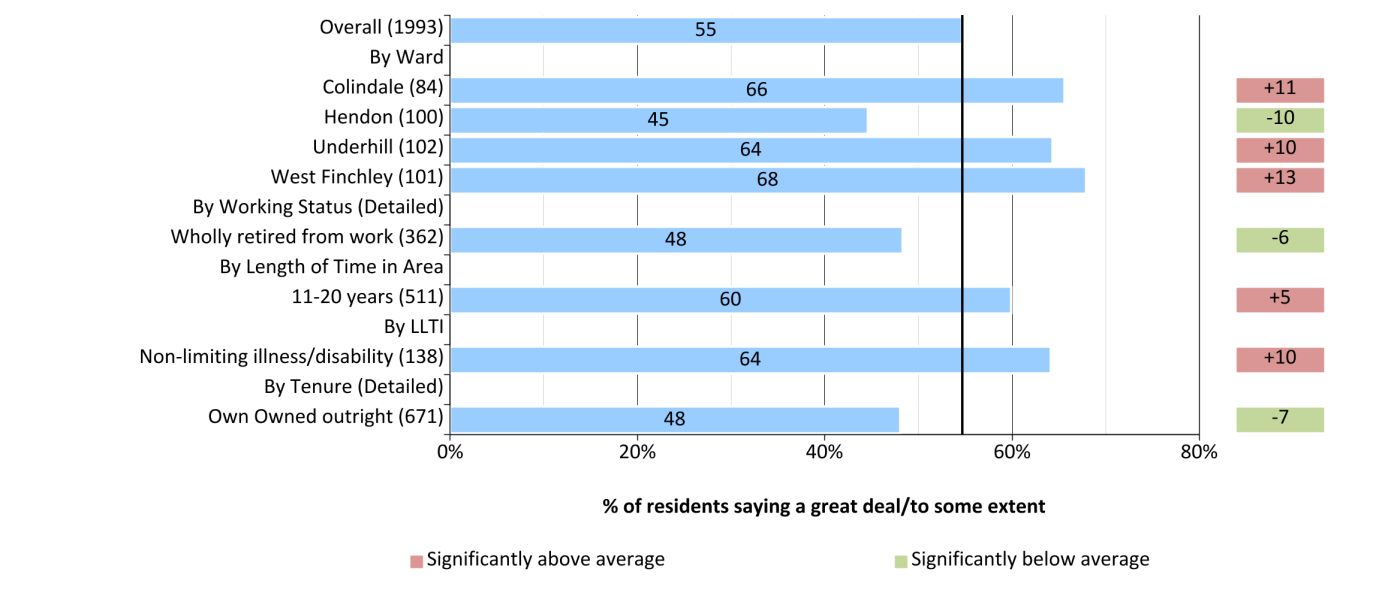 Overall (1993) 55
By Ward
Colindale (84) 66 +11
Hendon (100) 45 -10
Underhill (102) 64 +10
West Finchley (101) 68 +13
By Working Status (Detailed)
Wholly retired from work (362) 48 -6
By Length of Time in Area
11-20 years (511) 60 +5
By LLTI
Non-limiting illness/disability (138) 64 +10
By Tenure (Detailed)
Own Owned outright (671) 48 -7
0% 20% 40% 60% 80%
% of residents saying a great deal/to some extent
Significantly above average Significantly below average